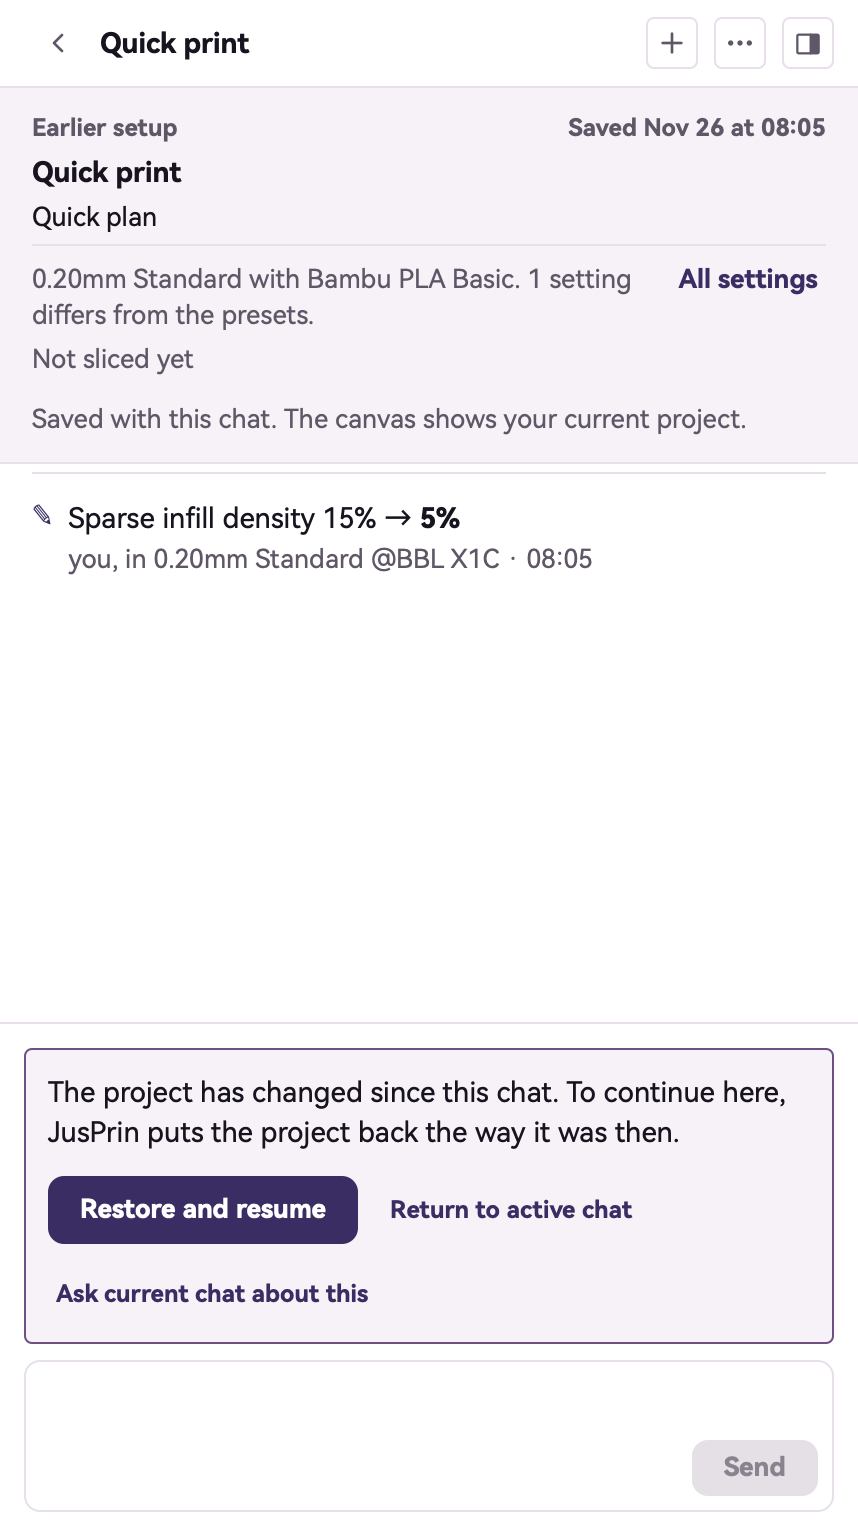 Quick print
Earlier setup
Saved Nov 26 at 08:05
Quick print
Quick plan
0.20mm Standard with Bambu PLA Basic. 1 setting
differs from the presets.
All settings
Not sliced yet
Saved with this chat. The canvas shows your current project.
Sparse infill density 15% → 5%
you, in 0.20mm Standard @BBL X1C · 08:05
The project has changed since this chat. To continue here,
JusPrin puts the project back the way it was then.
Restore and resume
Return to active chat
Ask current chat about this
Send